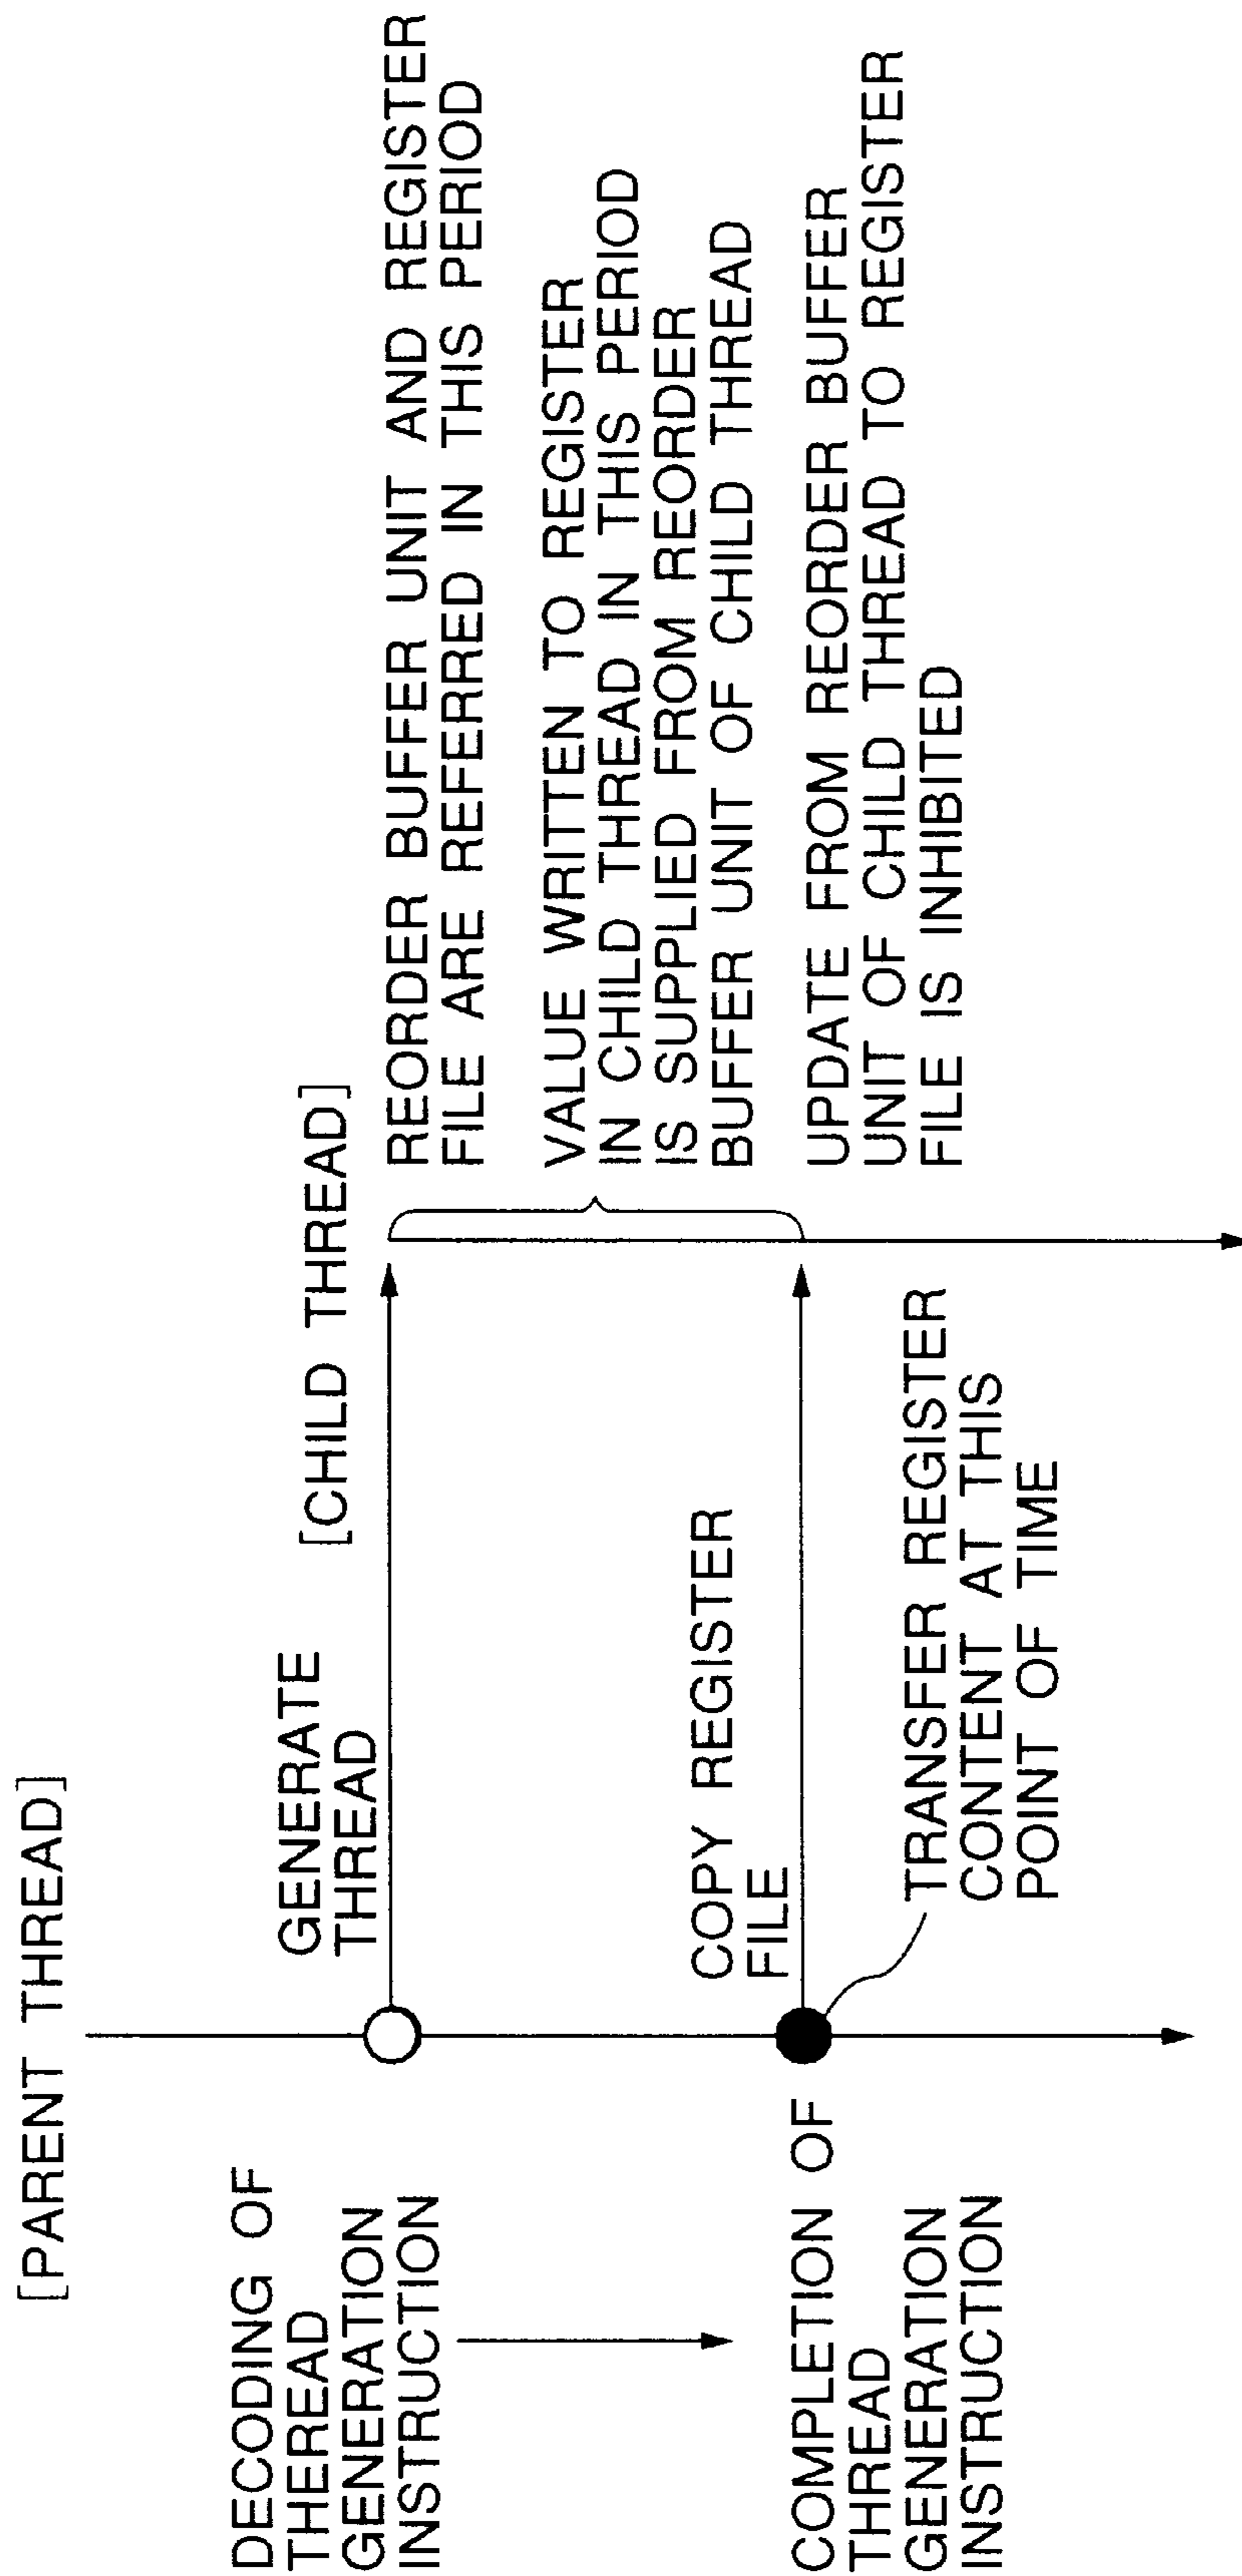 [PARENT THREAD]
DECODING OF
THEREAD
GENERATION
INSTRUCTION
GENERATE
THREAD
[CHILD THREAD]
REORDER BUFFER UNIT AND REGISTER
FILE ARE REFERRED IN THIS PERIOD
VALUE WRITTEN TO REGISTER
IN CHILD THREAD IN THIS PERIOD
IS SUPPLIED FROM REORDER
BUFFER UNIT OF CHILD THREAD
UPDATE FROM REORDER BUFFER
UNIT OF CHILD THREAD TO REGISTER
FILE IS INHIBITED
COPY REGISTER
FILE
COMPLETION OF
THREAD
GENERATION
INSTRUCTION
TRANSFER REGISTER
CONTENT AT THIS
POINT OF TIME